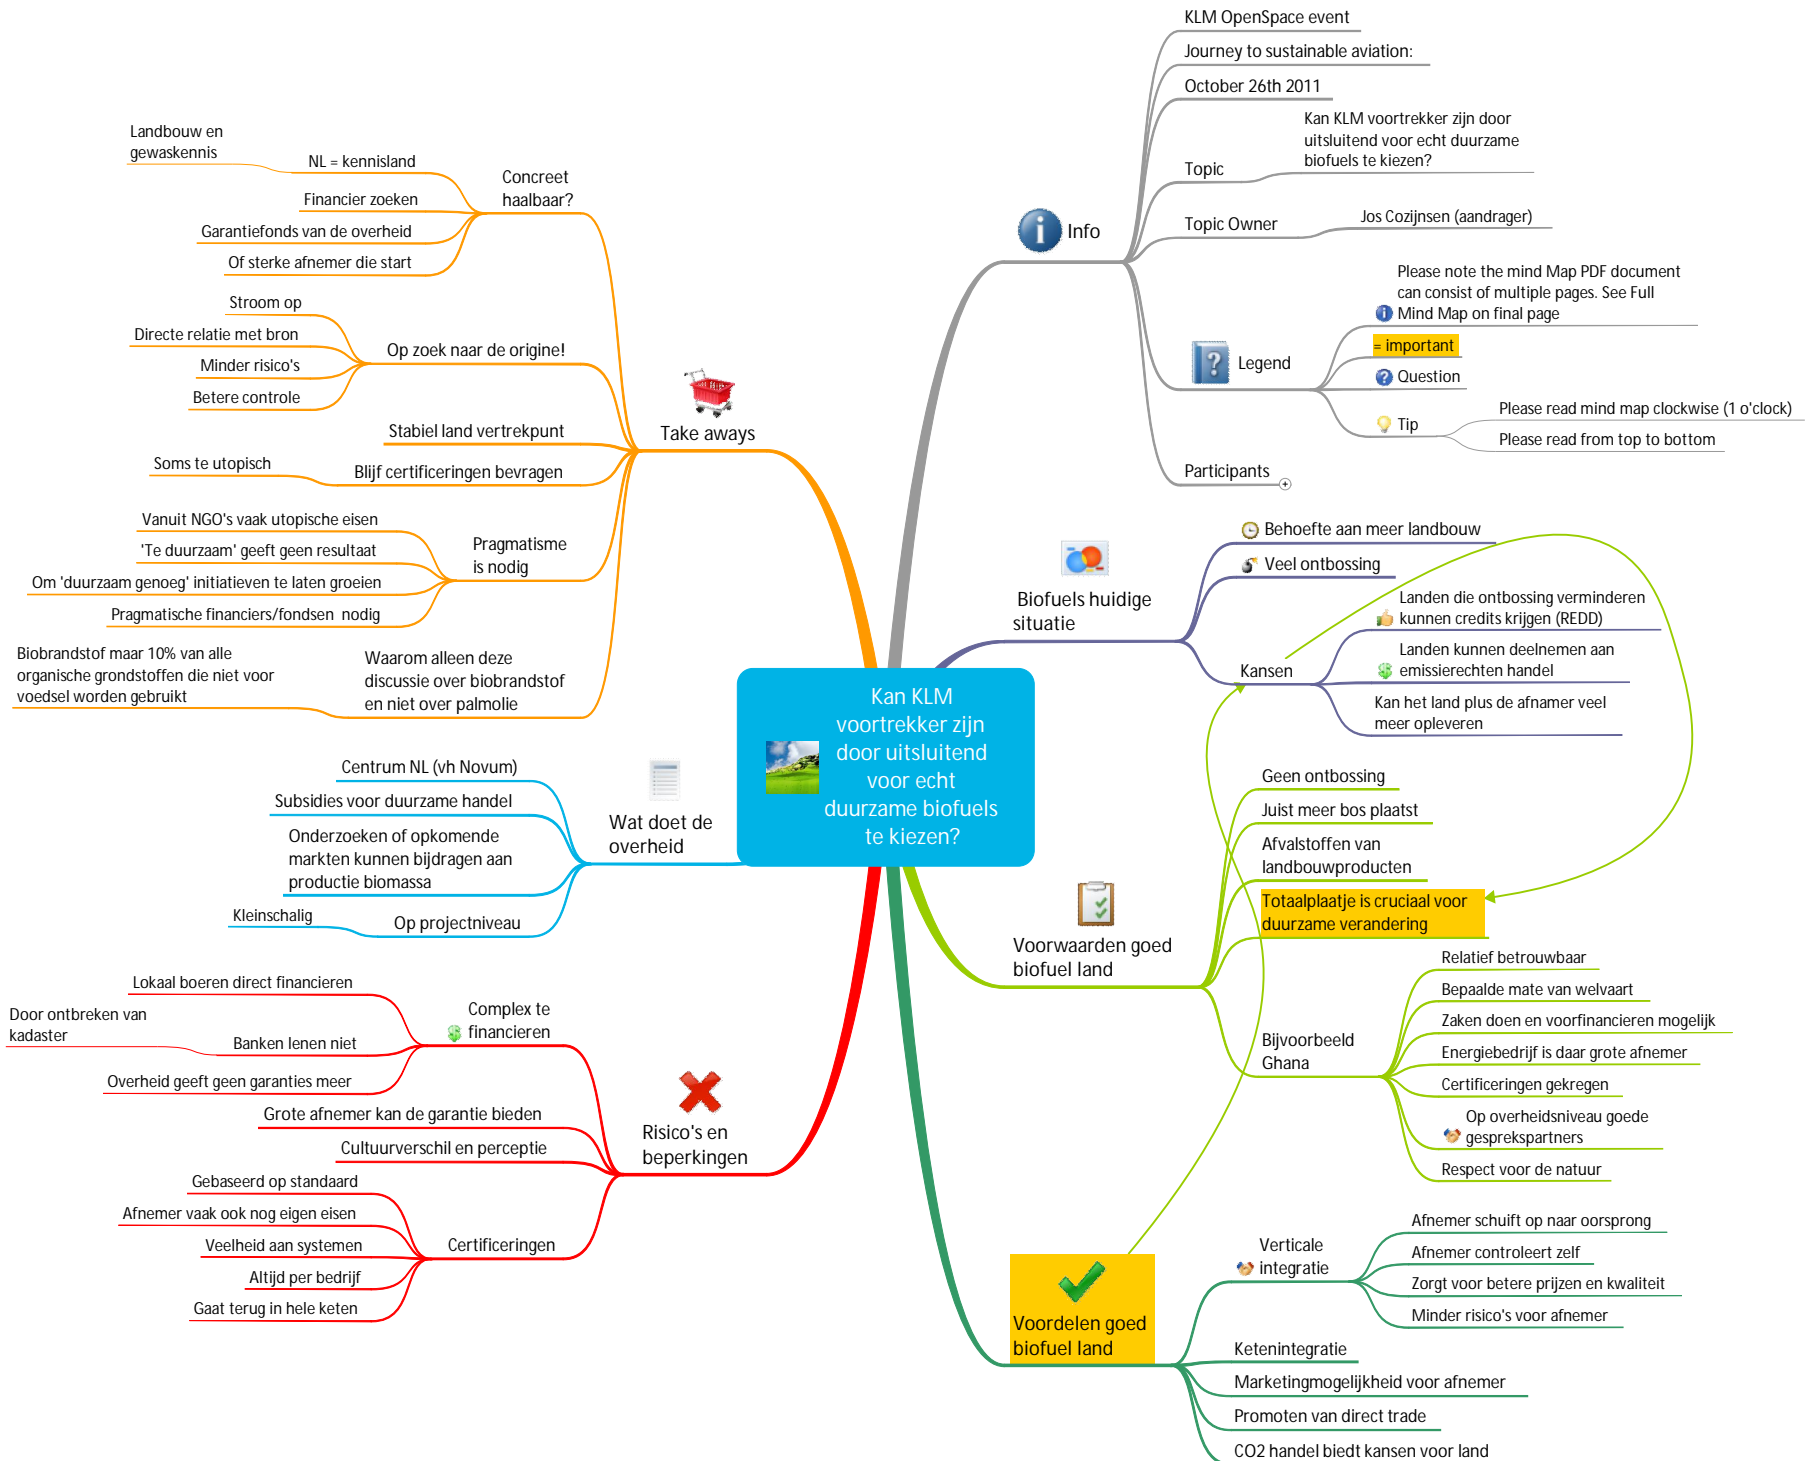 Kan KLM
voortrekker zijn
door uitsluitend
voor echt
duurzame biofuels
te kiezen?
Info
KLM OpenSpace event
Journey to sustainable aviation:
October 26th 2011
Topic
Kan KLM voortrekker zijn door
uitsluitend voor echt duurzame
biofuels te kiezen?
Topic Owner
Jos Cozijnsen (aandrager)
Legend
Please note the mind Map PDF document
can consist of multiple pages. See Full
Mind Map on final page
= important
Question
Tip
Please read mind map clockwise (1 o'clock)
Please read from top to bottom
Participants
Biofuels huidige
situatie
Behoefte aan meer landbouw
Veel ontbossing
Kansen
Landen die ontbossing verminderen
kunnen credits krijgen (REDD)
Landen kunnen deelnemen aan
emissierechten handel
Kan het land plus de afnamer veel
meer opleveren
Voorwaarden goed
biofuel land
Geen ontbossing
Juist meer bos plaatst
Afvalstoffen van
landbouwproducten
Totaalplaatje is cruciaal voor
duurzame verandering
Bijvoorbeeld
Ghana
Relatief betrouwbaar
Bepaalde mate van welvaart
Zaken doen en voorfinancieren mogelijk
Energiebedrijf is daar grote afnemer
Certificeringen gekregen
Op overheidsniveau goede
gesprekspartners
Respect voor de natuur
Voordelen goed
biofuel land
Verticale
integratie
Afnemer schuift op naar oorsprong
Afnemer controleert zelf
Zorgt voor betere prijzen en kwaliteit
Minder risico's voor afnemer
Ketenintegratie
Marketingmogelijkheid voor afnemer
Promoten van direct trade
CO2 handel biedt kansen voor land
Risico's en
beperkingen
Complex te
financieren
Lokaal boeren direct financieren
Banken lenen niet
Door ontbreken van
kadaster
Overheid geeft geen garanties meer
Grote afnemer kan de garantie bieden
Cultuurverschil en perceptie
Certificeringen
Gebaseerd op standaard
Afnemer vaak ook nog eigen eisen
Veelheid aan systemen
Altijd per bedrijf
Gaat terug in hele keten
Wat doet de
overheid
Centrum NL (vh Novum)
Subsidies voor duurzame handel
Onderzoeken of opkomende
markten kunnen bijdragen aan
productie biomassa
Op projectniveau
Kleinschalig
Take aways
Concreet
haalbaar?
NL = kennisland
Landbouw en
gewaskennis
Financier zoeken
Garantiefonds van de overheid
Of sterke afnemer die start
Op zoek naar de origine!
Stroom op
Directe relatie met bron
Minder risico's
Betere controle
Stabiel land vertrekpunt
Blijf certificeringen bevragen
Soms te utopisch
Pragmatisme
is nodig
Vanuit NGO's vaak utopische eisen
'Te duurzaam' geeft geen resultaat
Om 'duurzaam genoeg' initiatieven te laten groeien
Pragmatische financiers/fondsen nodig
Waarom alleen deze
discussie over biobrandstof
en niet over palmolie
Biobrandstof maar 10% van alle
organische grondstoffen die niet voor
voedsel worden gebruikt